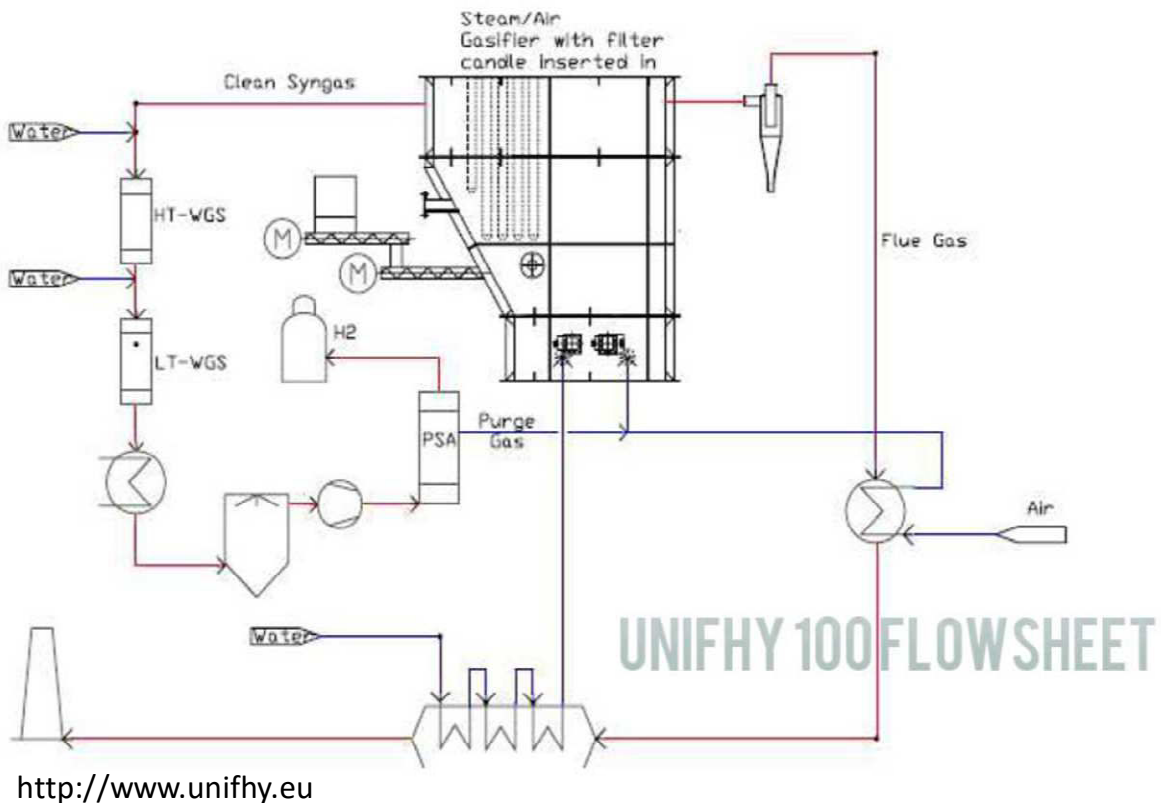 Steam/Air
Gasifier with filter
candle inserted in
Clean Syngas
Water
HT-WGS
M
Flue Gas
M
Water
H2
LT-WGS
Purge
Gas
PSA
Air
Water
UNIFHY 100 FLOWSHEET
http://www.unifhy.eu